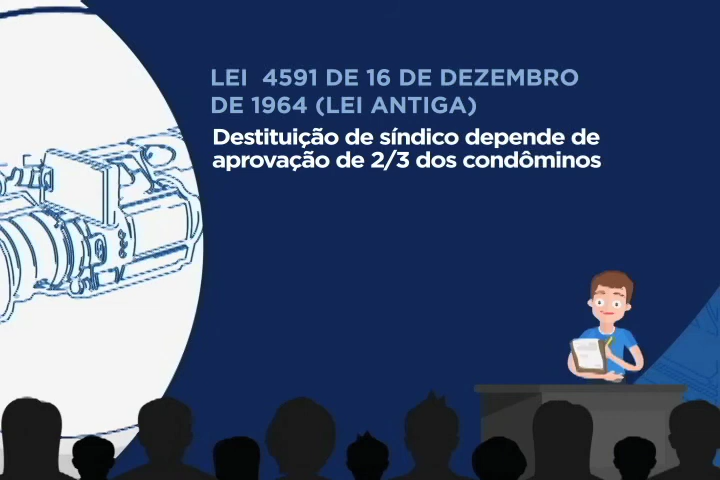 LEI 4591 DE 16 DE DEZEMBRO
DE 1964 (LEI ANTIGA)
Destituição de síndico depende de
aprovação de 2/3 dos condôminos